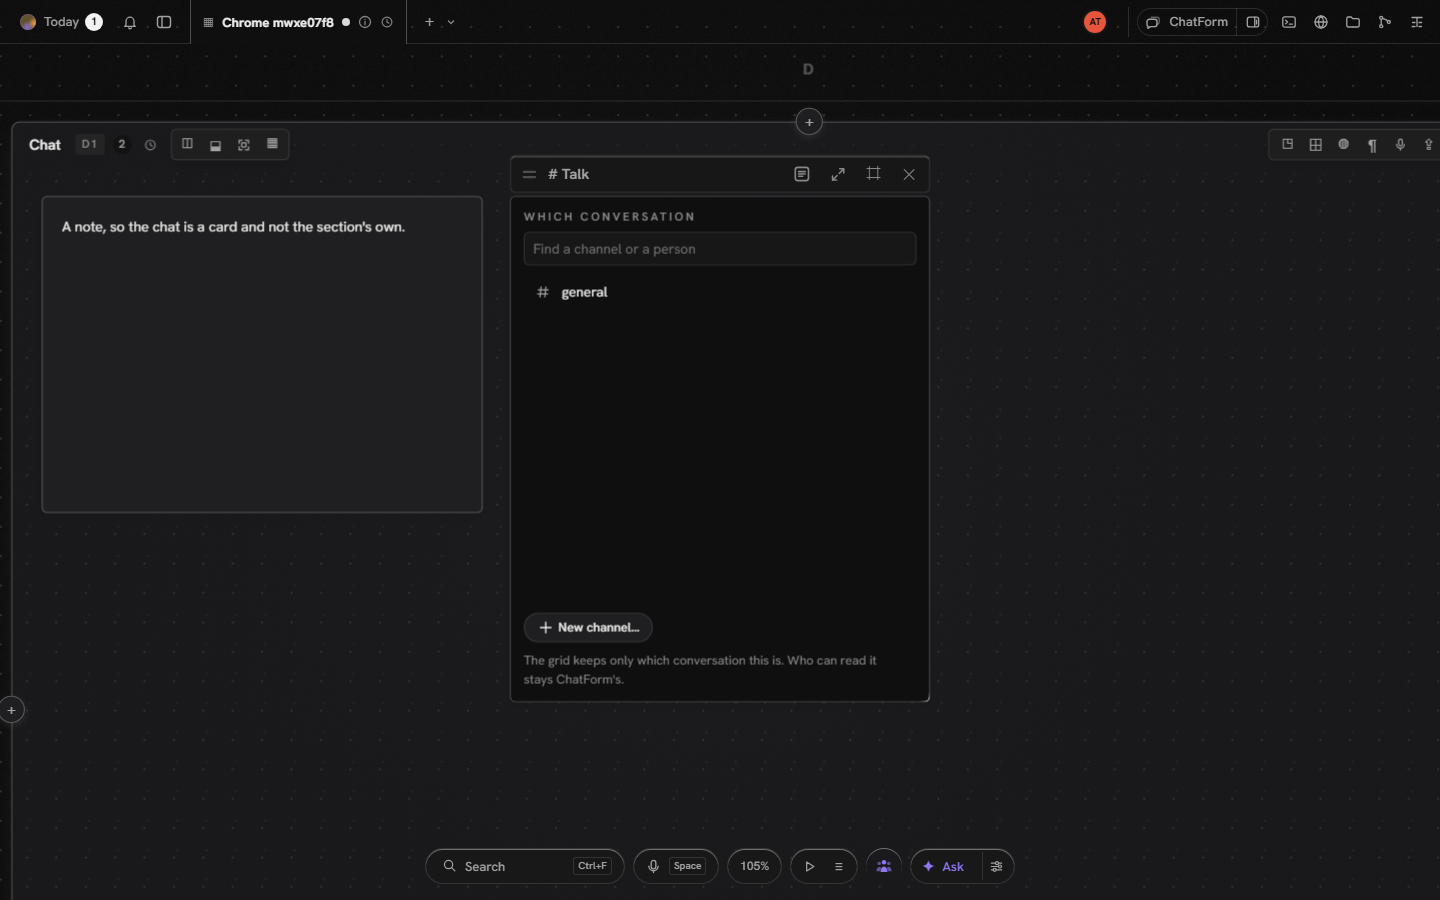 Today 1
Chrome mwxe07f8
AT
ChatForm
D
Chat D1 2
# Talk
A note, so the chat is a card and not the section's own.
WHICH CONVERSATION
Find a channel or a person
# general
+ New channel...
The grid keeps only which conversation this is. Who can read it
stays ChatForm's.
Search Ctrl+F
Space
105%
Ask